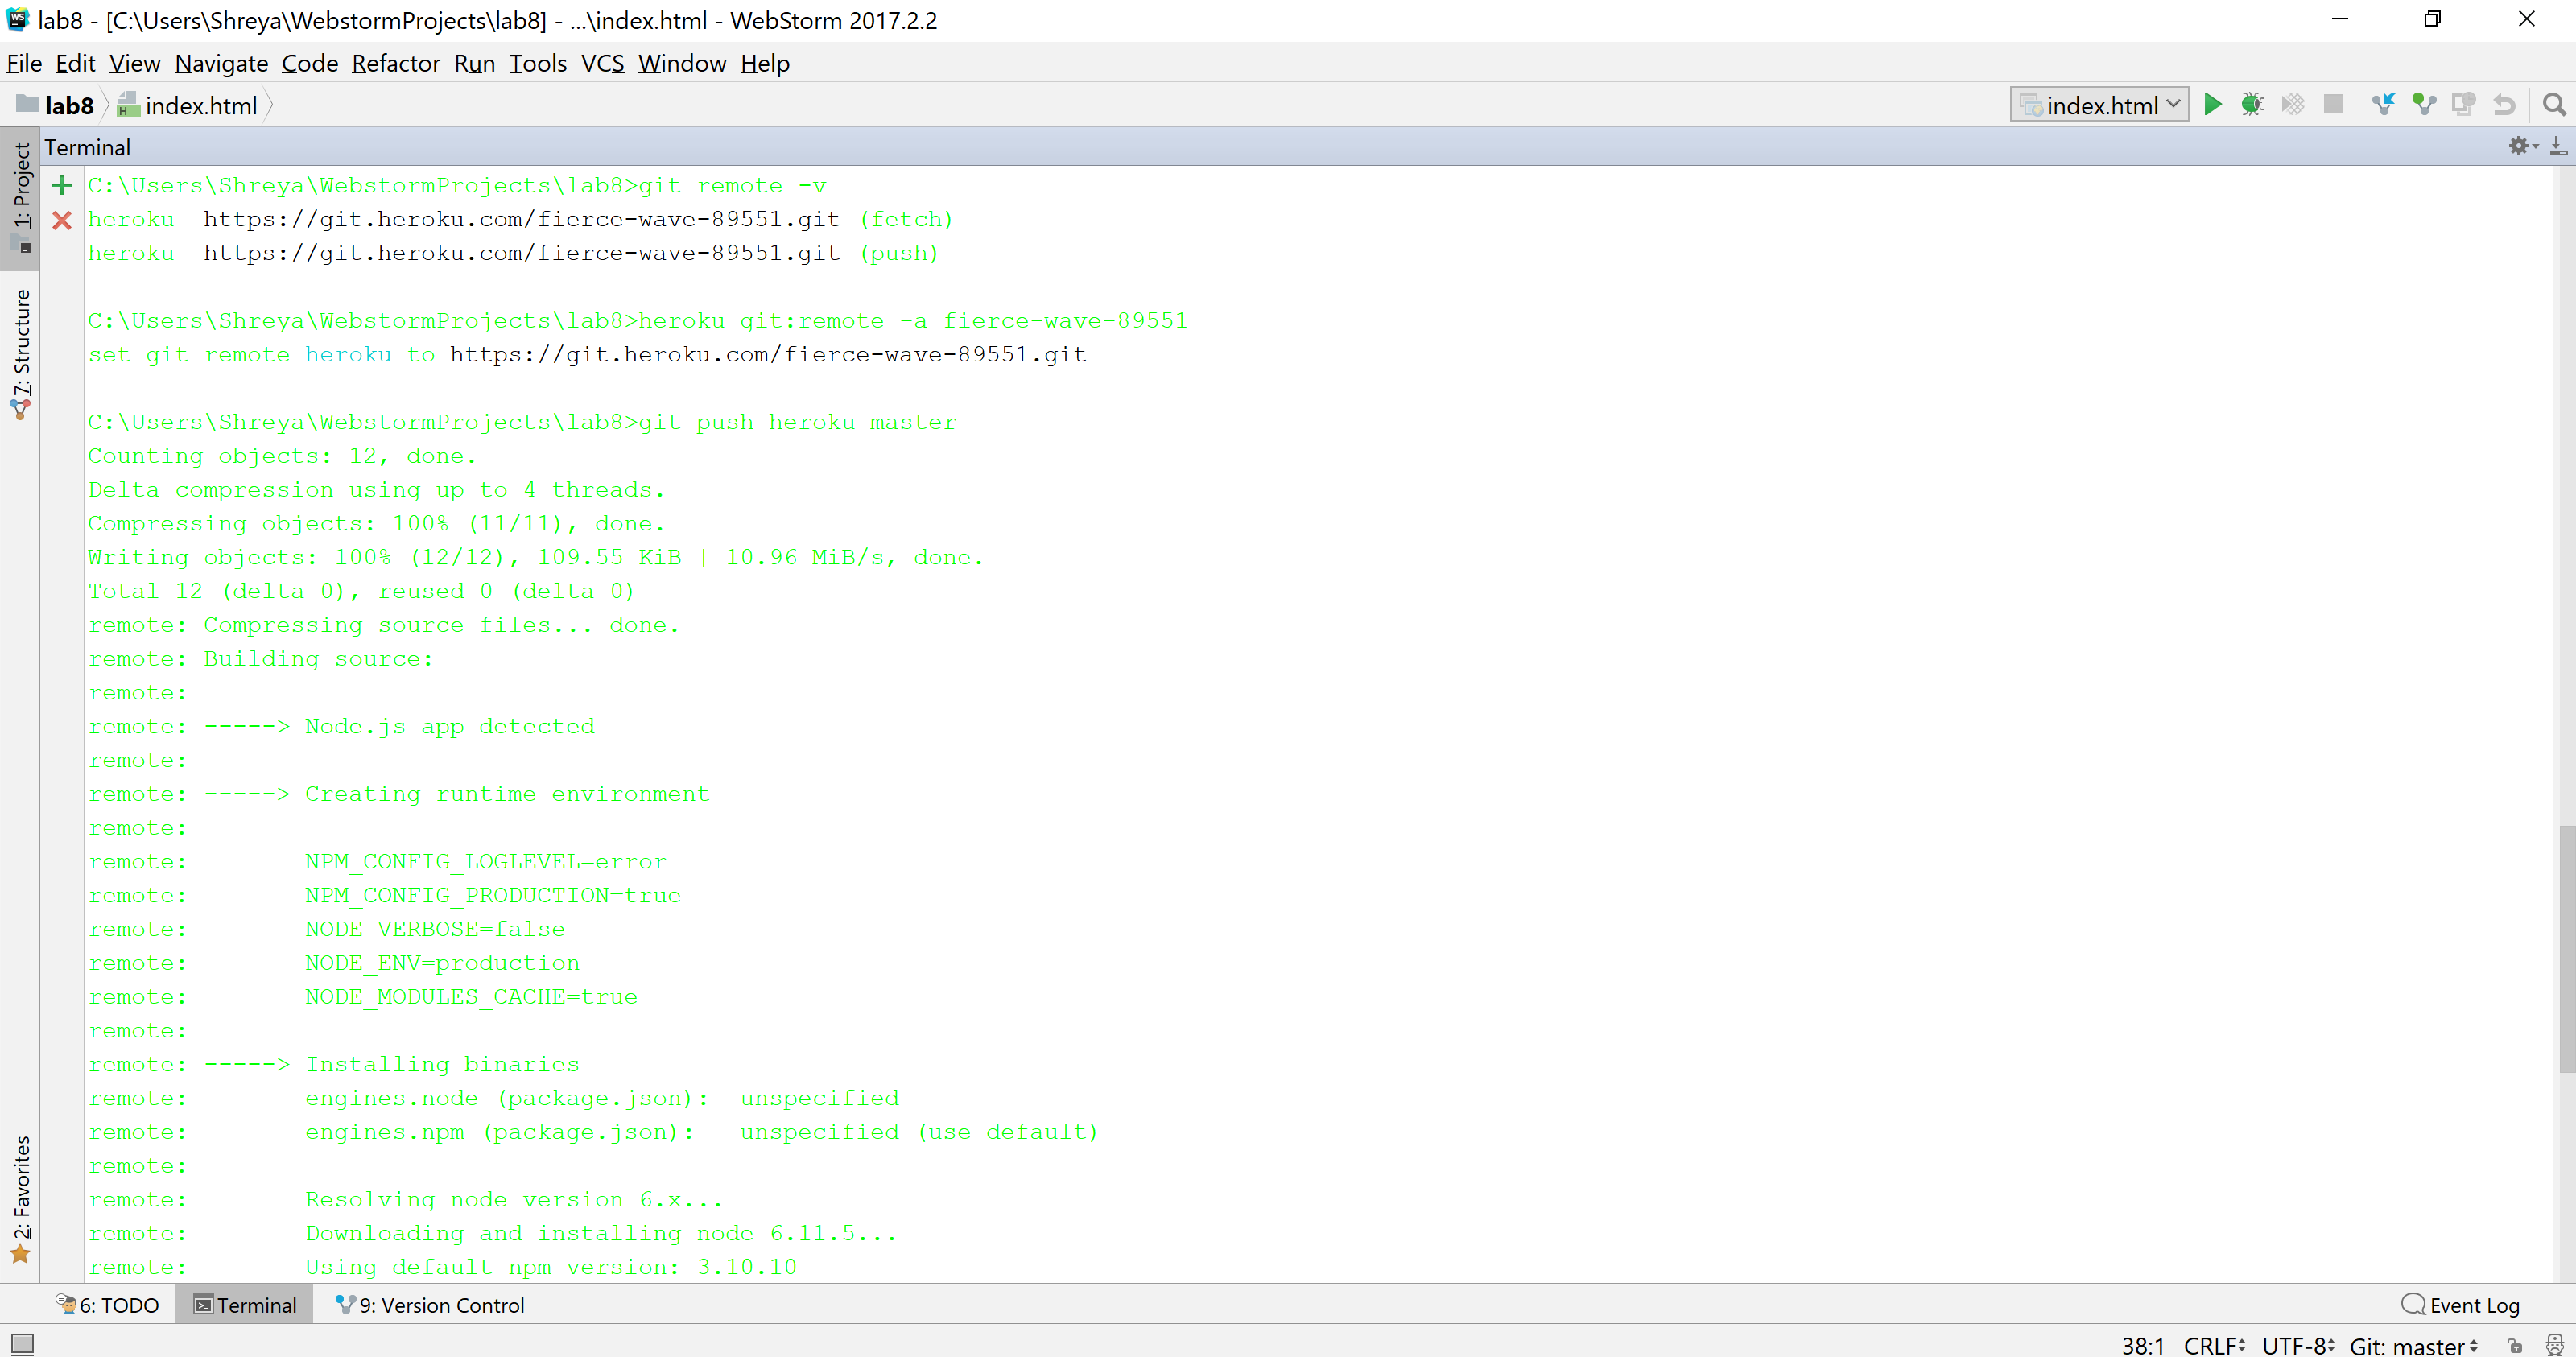 lab8 - [C:\Users\Shreya\WebstormProjects\lab8] - ...\index.html - WebStorm 2017.2.2
File Edit View Navigate Code Refactor Run Tools VCS Window Help
lab8 index.html index.html
Terminal
1: Project
7: Structure
2: Favorites
C:\Users\Shreya\WebstormProjects\lab8>git remote -v
heroku  https://git.heroku.com/fierce-wave-89551.git (fetch)
heroku  https://git.heroku.com/fierce-wave-89551.git (push)
C:\Users\Shreya\WebstormProjects\lab8>heroku git:remote -a fierce-wave-89551
set git remote heroku to https://git.heroku.com/fierce-wave-89551.git
C:\Users\Shreya\WebstormProjects\lab8>git push heroku master
Counting objects: 12, done.
Delta compression using up to 4 threads.
Compressing objects: 100% (11/11), done.
Writing objects: 100% (12/12), 109.55 KiB | 10.96 MiB/s, done.
Total 12 (delta 0), reused 0 (delta 0)
remote: Compressing source files... done.
remote: Building source:
remote:
remote: -----> Node.js app detected
remote:
remote: -----> Creating runtime environment
remote:
remote:        NPM_CONFIG_LOGLEVEL=error
remote:        NPM_CONFIG_PRODUCTION=true
remote:        NODE_VERBOSE=false
remote:        NODE_ENV=production
remote:        NODE_MODULES_CACHE=true
remote:
remote: -----> Installing binaries
remote:        engines.node (package.json):  unspecified
remote:        engines.npm (package.json):   unspecified (use default)
remote:
remote:        Resolving node version 6.x...
remote:        Downloading and installing node 6.11.5...
remote:        Using default npm version: 3.10.10
6: TODO Terminal 9: Version Control Event Log
38:1 CRLF UTF-8 Git: master